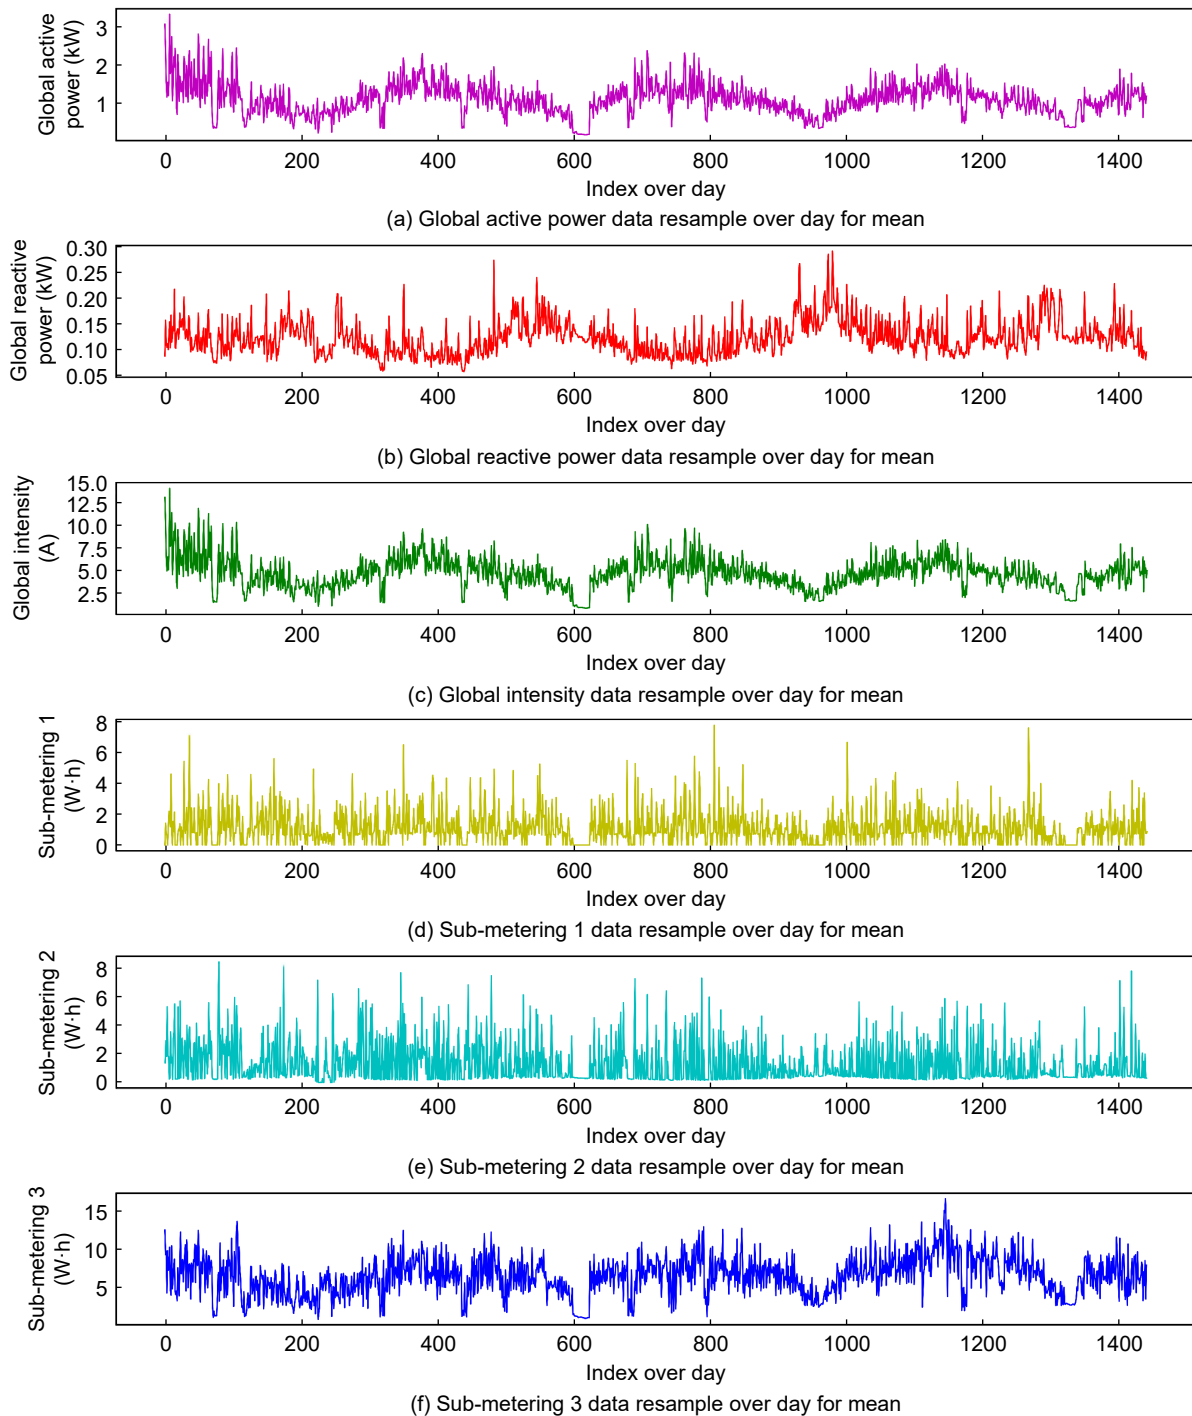 Global active
power (kW)
3
2
1
0 200 400 600 800 1000 1200 1400
Index over day
(a) Global active power data resample over day for mean
Global reactive
power (kW)
0.30
0.25
0.20
0.15
0.10
0.05
0 200 400 600 800 1000 1200 1400
Index over day
(b) Global reactive power data resample over day for mean
Global intensity
(A)
15.0
12.5
10.0
7.5
5.0
2.5
0 200 400 600 800 1000 1200 1400
Index over day
(c) Global intensity data resample over day for mean
Sub-metering 1
(W·h)
8
6
4
2
0
0 200 400 600 800 1000 1200 1400
Index over day
(d) Sub-metering 1 data resample over day for mean
Sub-metering 2
(W·h)
8
6
4
2
0
0 200 400 600 800 1000 1200 1400
Index over day
(e) Sub-metering 2 data resample over day for mean
Sub-metering 3
(W·h)
15
10
5
0 200 400 600 800 1000 1200 1400
Index over day
(f) Sub-metering 3 data resample over day for mean